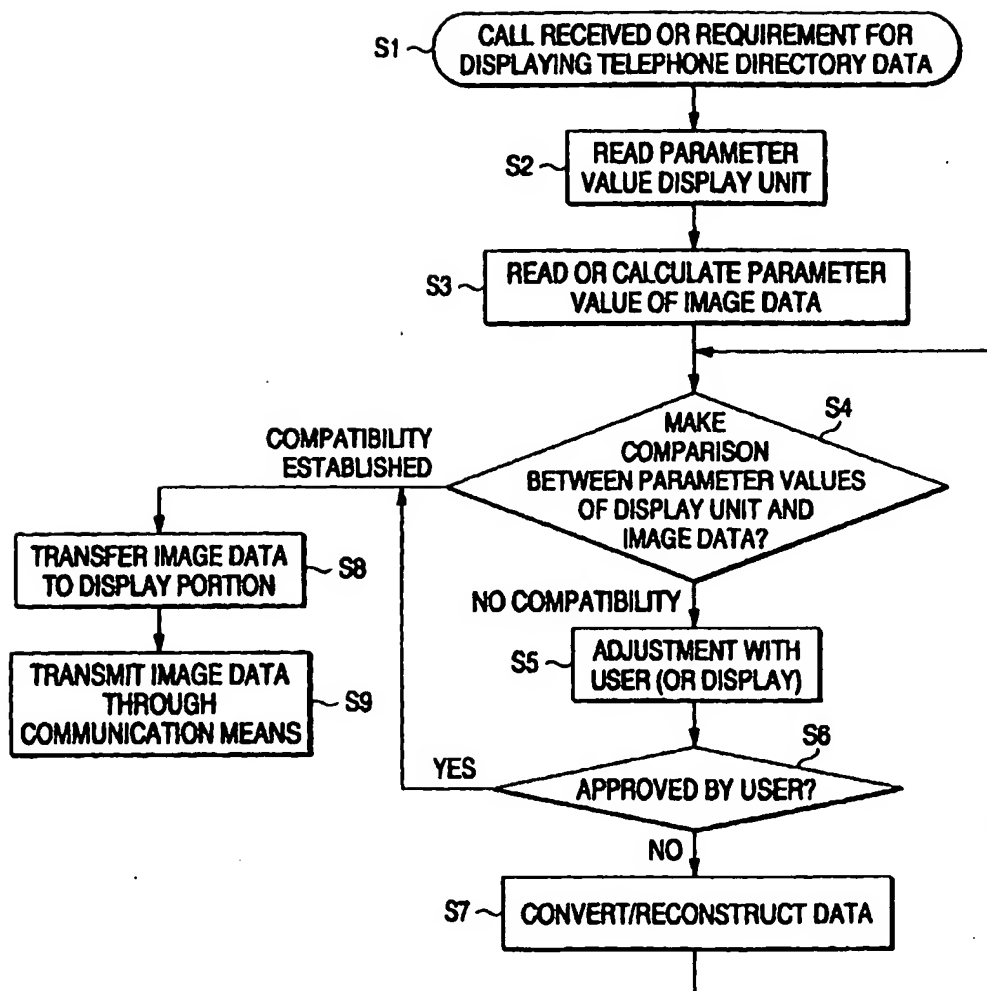 S1
CALL RECEIVED OR REQUIREMENT FOR
DISPLAYING TELEPHONE DIRECTORY DATA
S2
READ PARAMETER
VALUE DISPLAY UNIT
S3
READ OR CALCULATE PARAMETER
VALUE OF IMAGE DATA
S4
MAKE
COMPARISON
BETWEEN PARAMETER VALUES
OF DISPLAY UNIT AND
IMAGE DATA?
COMPATIBILITY
ESTABLISHED
TRANSFER IMAGE DATA
TO DISPLAY PORTION
S8
TRANSMIT IMAGE DATA
THROUGH
COMMUNICATION MEANS
S9
NO COMPATIBILITY
S5
ADJUSTMENT WITH
USER (OR DISPLAY)
S6
YES
APPROVED BY USER?
NO
S7
CONVERT/RECONSTRUCT DATA